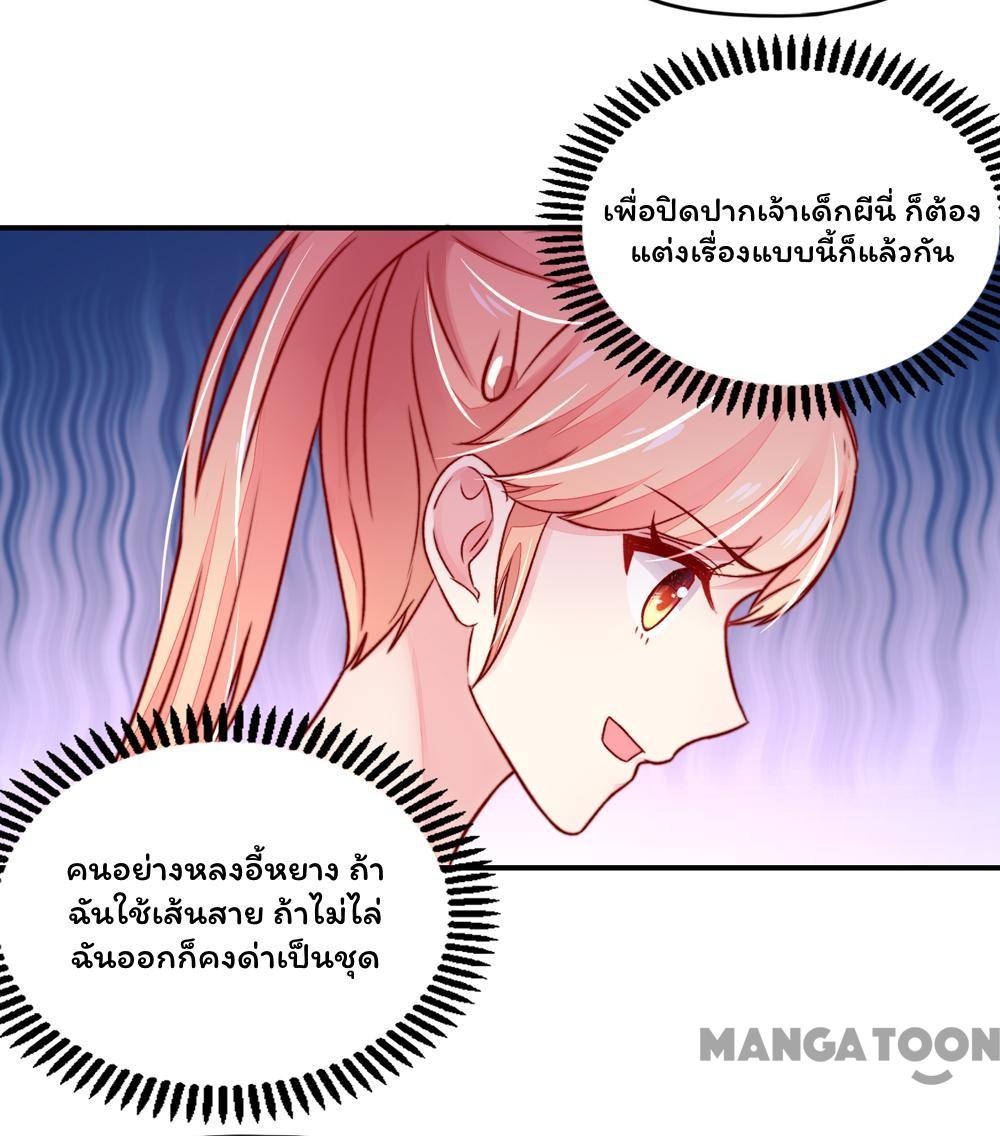 เพื่อปิดปากเจ้าเด็กผีนี่ ก็ต้อง
แต่งเรื่องแบบนี้ก็แล้วกัน
คนอย่างหลงอี้หยาง ถ้า
ฉันใช้เส้นสาย ถ้าไม่ไล่
ฉันออกก็คงด่าเป็นชุด
MANGATOON